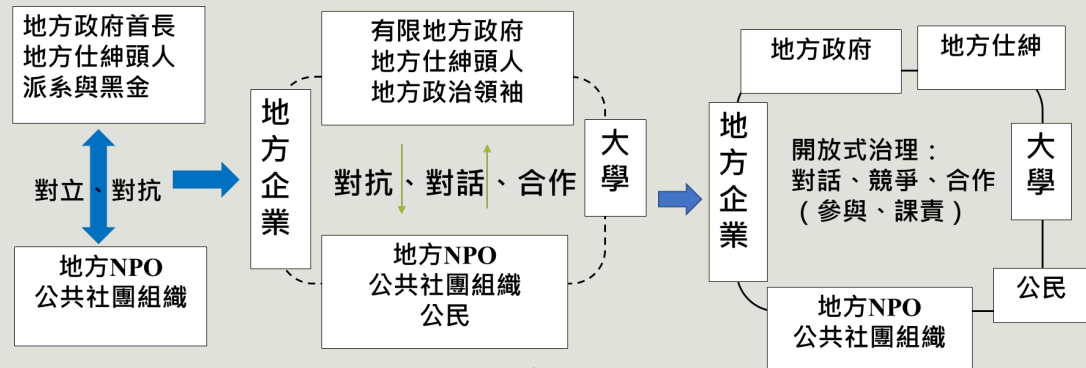 地方政府首長
地方仕紳頭人
派系與黑金
對立、對抗
地方NPO
公共社團組織
地方企業
有限地方政府
地方仕紳頭人
地方政治領袖
對抗、對話、合作
地方NPO
公共社團組織
公民
大學
地方企業
地方政府
地方仕紳
開放式治理：
對話、競爭、合作
（參與、課責）
大學
公民
地方NPO
公共社團組織